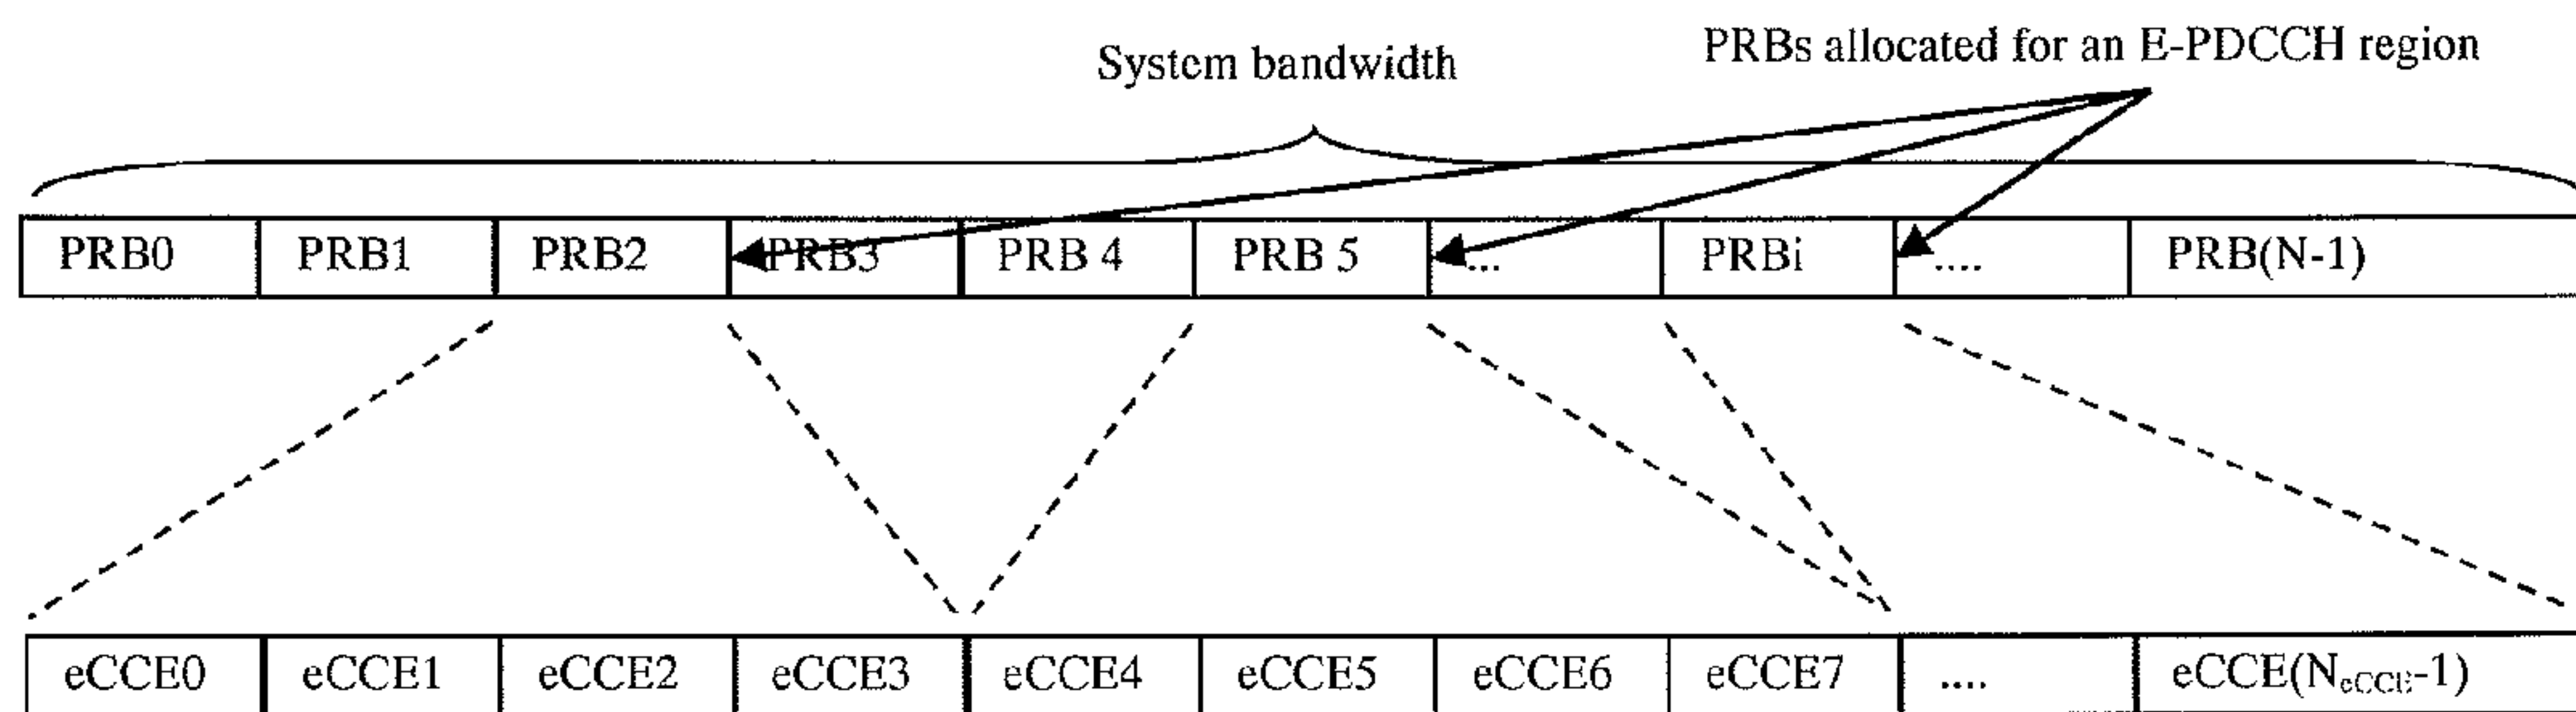 System bandwidth
PRBs allocated for an E-PDCCH region
PRB0 PRB1 PRB2 PRB3 PRB 4 PRB 5 ... PRBi .... PRB(N-1)
eCCE0 eCCE1 eCCE2 eCCE3 eCCE4 eCCE5 eCCE6 eCCE7 .... eCCE(NeCCE-1)